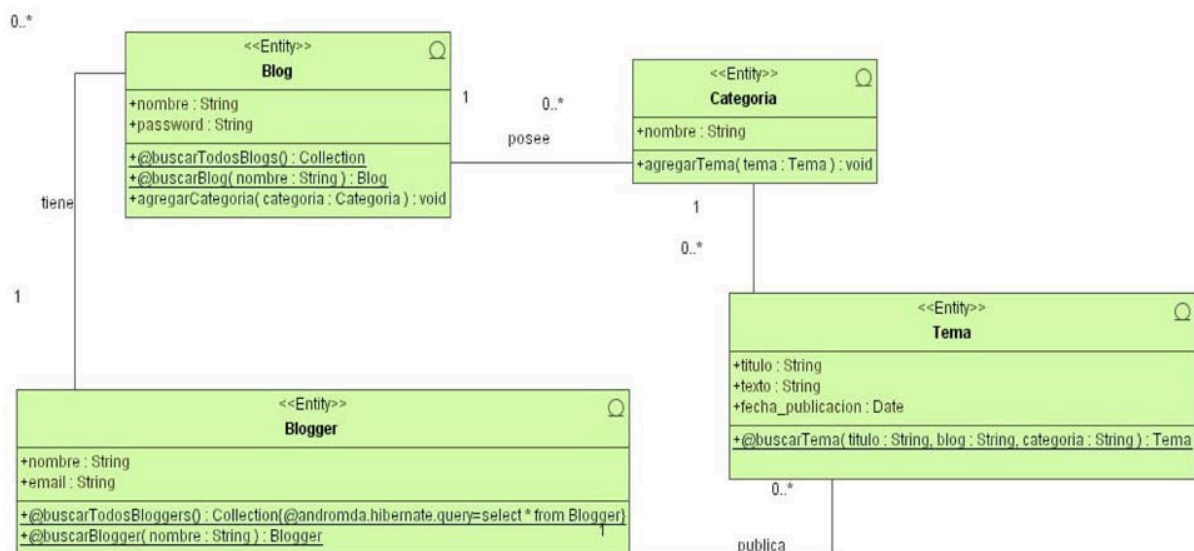 0..*
<<Entity>>
Blog
+nombre : String
+password : String
+@buscarTodosBlogs() : Collection
+@buscarBlog( nombre : String ) : Blog
+agregarCategoria( categoria : Categoria ) : void
1
0..*
posee
<<Entity>>
Categoria
+nombre : String
+agregarTema( tema : Tema ) : void
tiene
1
0..*
1
<<Entity>>
Tema
+titulo : String
+texto : String
+fecha_publicacion : Date
+@buscarTema( titulo : String, blog : String, categoria : String ) : Tema
<<Entity>>
Blogger
+nombre : String
+email : String
+@buscarTodosBloggers() : Collection{@andromda.hibernate.query=select * from Blogger}
+@buscarBlogger( nombre : String ) : Blogger
1
0..*
publica